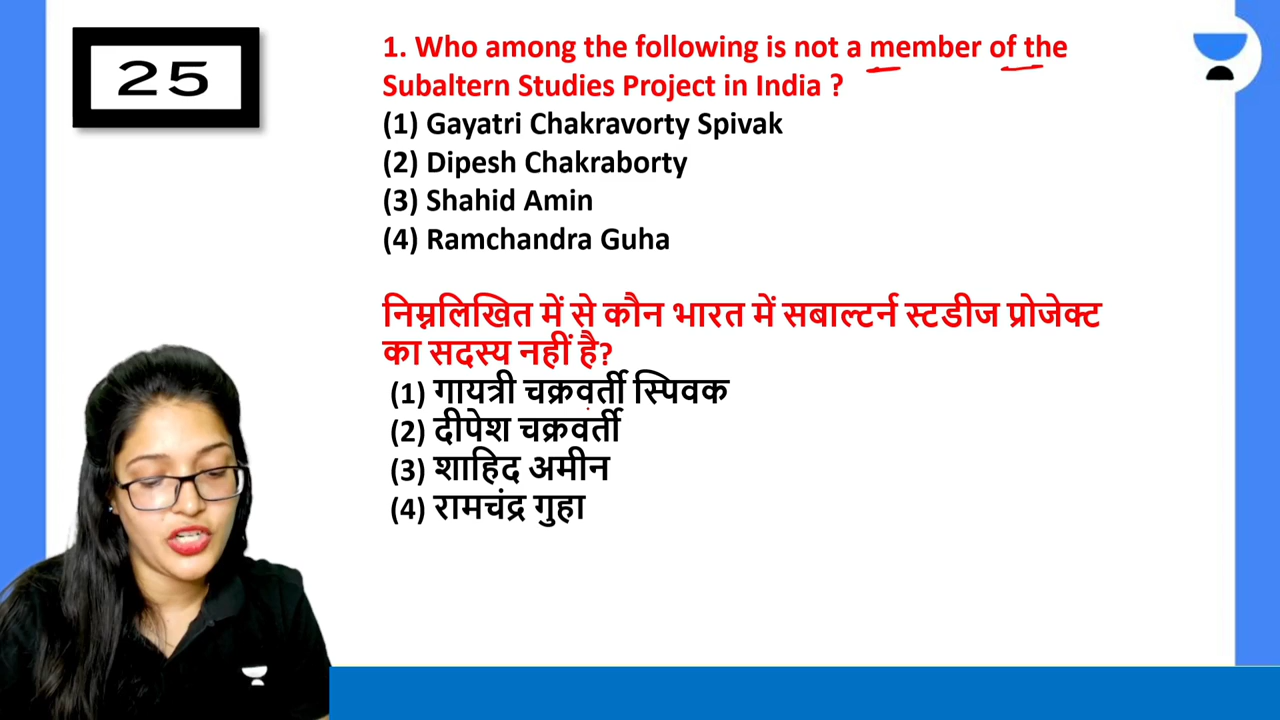 25
1. Who among the following is not a member of the
Subaltern Studies Project in India ?
(1) Gayatri Chakravorty Spivak
(2) Dipesh Chakraborty
(3) Shahid Amin
(4) Ramchandra Guha
निम्नलिखित में से कौन भारत में सबाल्टर्न स्टडीज प्रोजेक्ट
का सदस्य नहीं है?
(1) गायत्री चक्रवर्ती स्पिवक
(2) दीपेश चक्रवर्ती
(3) शाहिद अमीन
(4) रामचंद्र गुहा